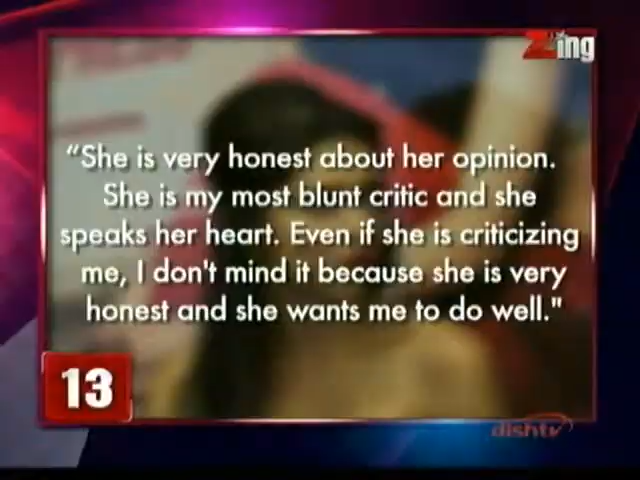 Zing
“She is very honest about her opinion.
She is my most blunt critic and she
speaks her heart. Even if she is criticizing
me, I don't mind it because she is very
honest and she wants me to do well."
13
dishtv